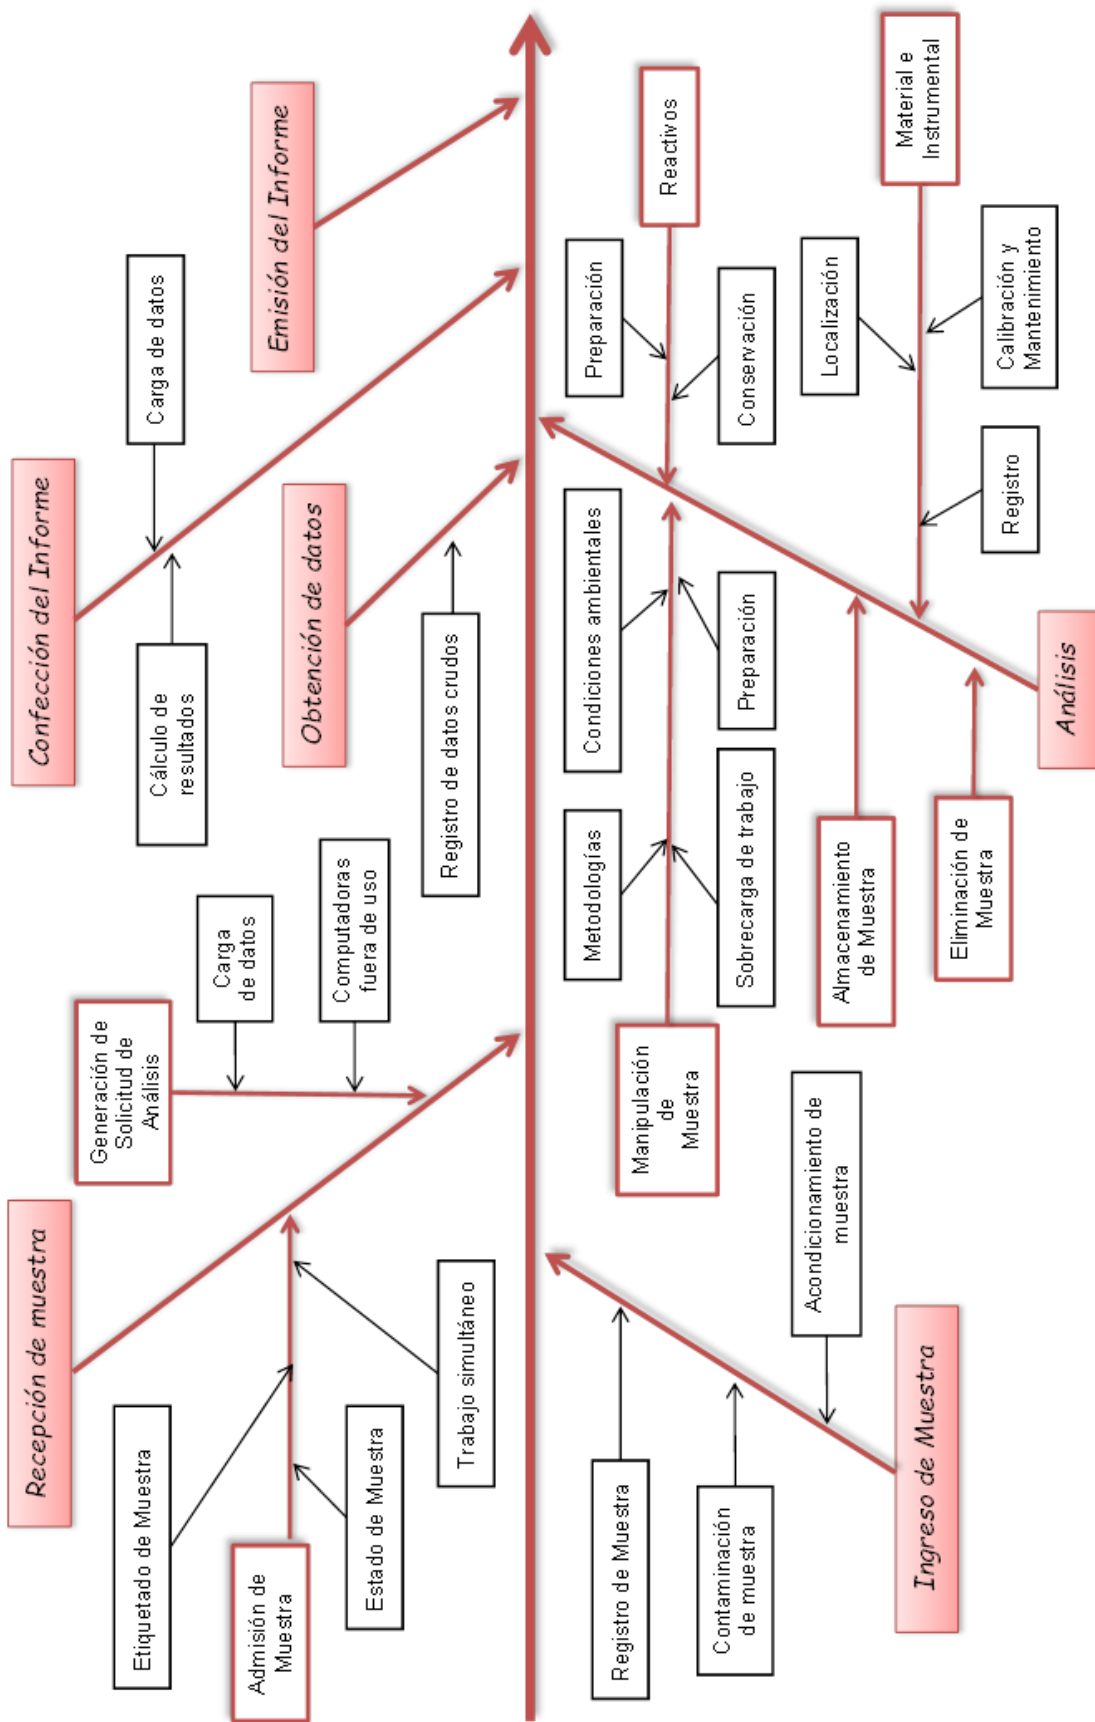 Recepción de muestra
Etiquetado de Muestra
Admisión de
Muestra
Estado de Muestra
Trabajo simultáneo
Generación de
Solicitud de
Análisis
Carga
de datos
Computadoras
fuera de uso
Confección del Informe
Carga de datos
Cálculo de
resultados
Obtención de datos
Registro de datos crudos
Emisión del Informe
Registro de Muestra
Contaminación
de muestra
Acondicionamiento de
muestra
Ingreso de Muestra
Manipulación
de
Muestra
Metodologías
Condiciones ambientales
Sobrecarga de trabajo
Preparación
Reactivos
Preparación
Conservación
Almacenamiento
de Muestra
Eliminación de
Muestra
Material e
Instrumental
Localización
Registro
Calibración y
Mantenimiento
Análisis